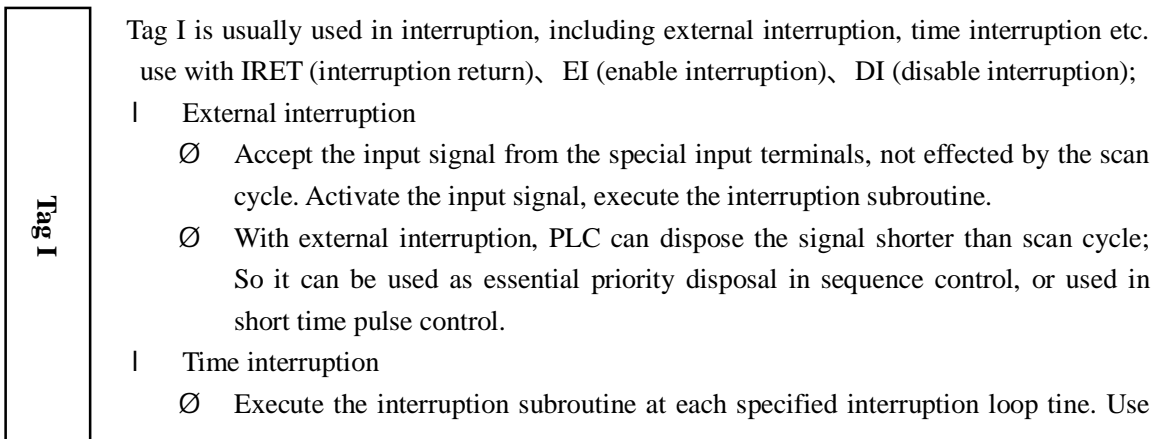 Tag I is usually used in interruption, including external interruption, time interruption etc.
use with IRET (interruption return)、EI (enable interruption)、DI (disable interruption);
l External interruption
Ø Accept the input signal from the special input terminals, not effected by the scan
cycle. Activate the input signal, execute the interruption subroutine.
Ø With external interruption, PLC can dispose the signal shorter than scan cycle;
So it can be used as essential priority disposal in sequence control, or used in
short time pulse control.
l Time interruption
Ø Execute the interruption subroutine at each specified interruption loop tine. Use
Tag I